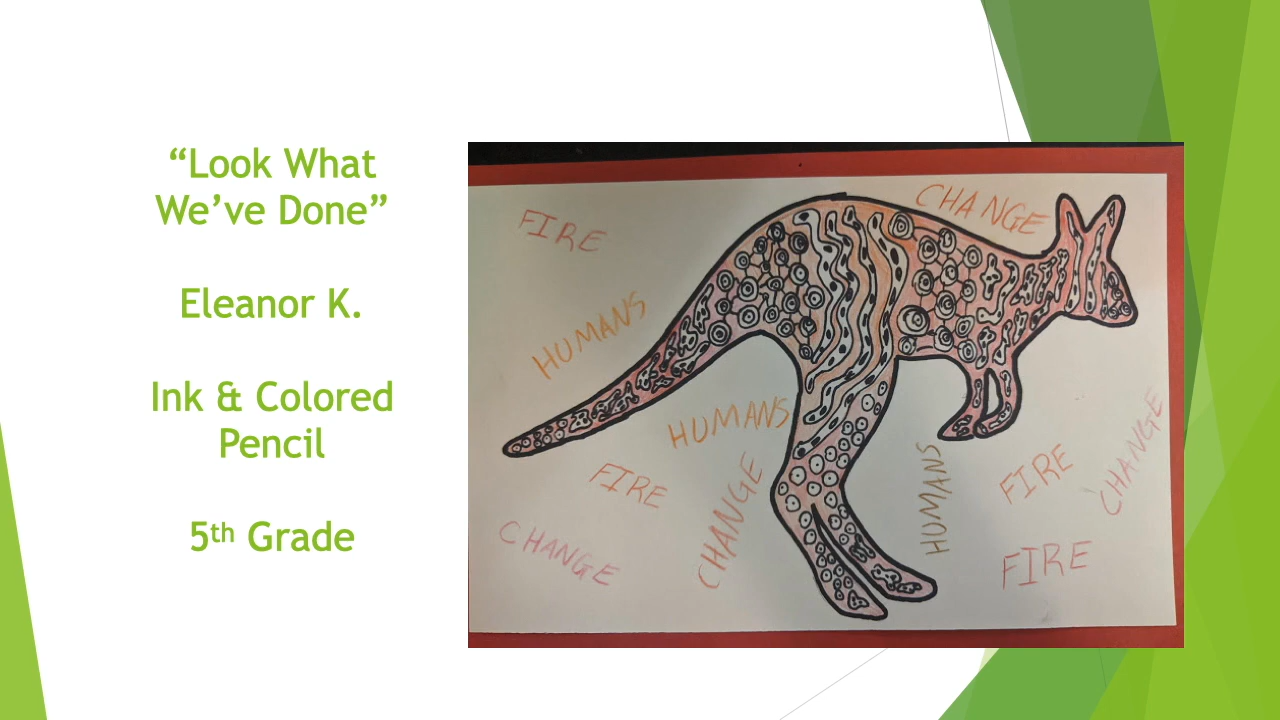 “Look What
We’ve Done”
Eleanor K.
Ink & Colored
Pencil
5th Grade
CHANGE
FIRE
HUMANS
HUMANS
FIRE
CHANGE
CHANGE
HUMANS
FIRE
CHANGE
FIRE